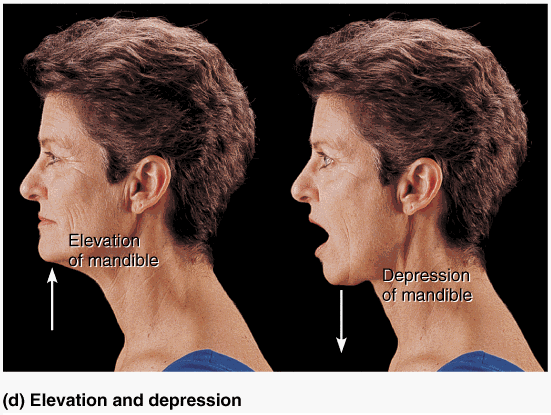 Elevation
of mandible
Depression
of mandible
(d) Elevation and depression